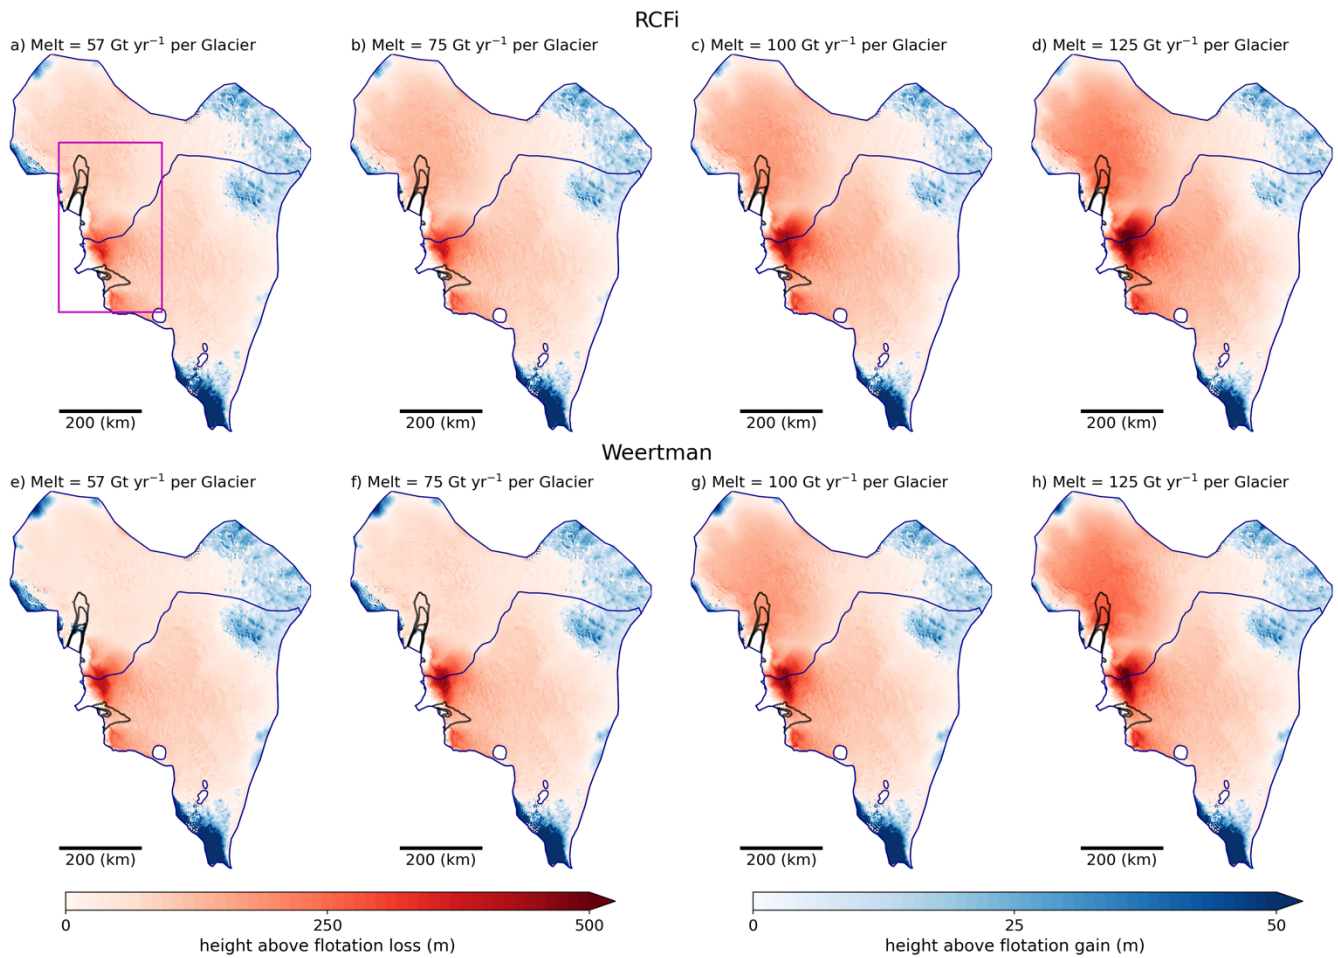 RCFi
a) Melt = 57 Gt yr⁻¹ per Glacier
b) Melt = 75 Gt yr⁻¹ per Glacier
c) Melt = 100 Gt yr⁻¹ per Glacier
d) Melt = 125 Gt yr⁻¹ per Glacier
200 (km)
200 (km)
200 (km)
200 (km)
Weertman
e) Melt = 57 Gt yr⁻¹ per Glacier
f) Melt = 75 Gt yr⁻¹ per Glacier
g) Melt = 100 Gt yr⁻¹ per Glacier
h) Melt = 125 Gt yr⁻¹ per Glacier
200 (km)
200 (km)
200 (km)
200 (km)
0 250 500
height above flotation loss (m)
0 25 50
height above flotation gain (m)